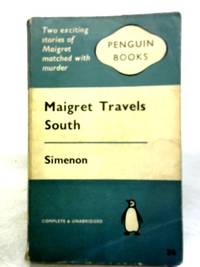 Two exciting
stories of
Maigret
matched with
murder
PENGUIN
BOOKS
Maigret Travels
South
Simenon
COMPLETE & UNABRIDGED